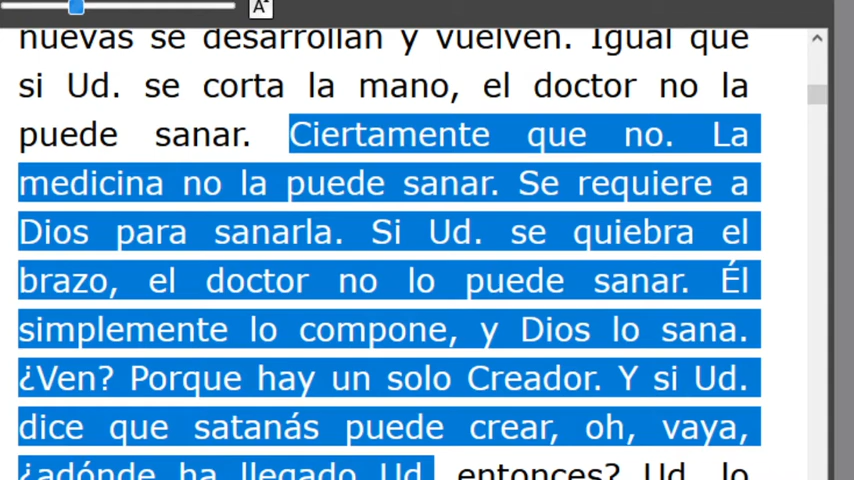 A
nuevas se desarrollan y vuelven. Igual que
si Ud. se corta la mano, el doctor no la
puede sanar. Ciertamente que no. La
medicina no la puede sanar. Se requiere a
Dios para sanarla. Si Ud. se quiebra el
brazo, el doctor no lo puede sanar. Él
simplemente lo compone, y Dios lo sana.
¿Ven? Porque hay un solo Creador. Y si Ud.
dice que satanás puede crear, oh, vaya,
¿adónde ha llegado Ud. entonces? Ud. lo